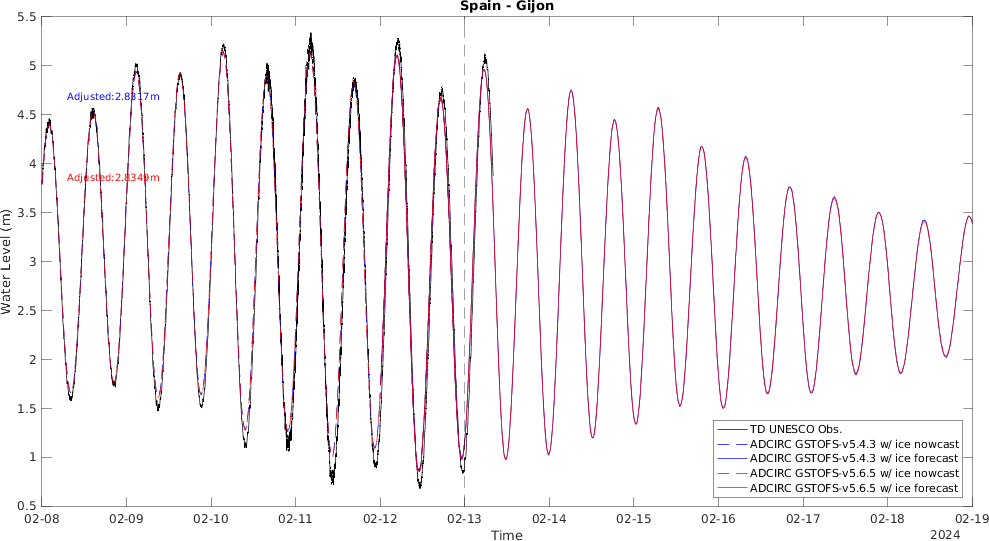 Spain - Gijon
5.5
5
4.5
4
3.5
3
2.5
2
1.5
1
0.5
Water Level (m)
Adjusted:2.8317m
Adjusted:2.8349m
TD UNESCO Obs.
ADCIRC GSTOFS-v5.4.3 w/ ice nowcast
ADCIRC GSTOFS-v5.4.3 w/ ice forecast
ADCIRC GSTOFS-v5.6.5 w/ ice nowcast
ADCIRC GSTOFS-v5.6.5 w/ ice forecast
02-08 02-09 02-10 02-11 02-12 02-13 02-14 02-15 02-16 02-17 02-18 02-19
Time
2024